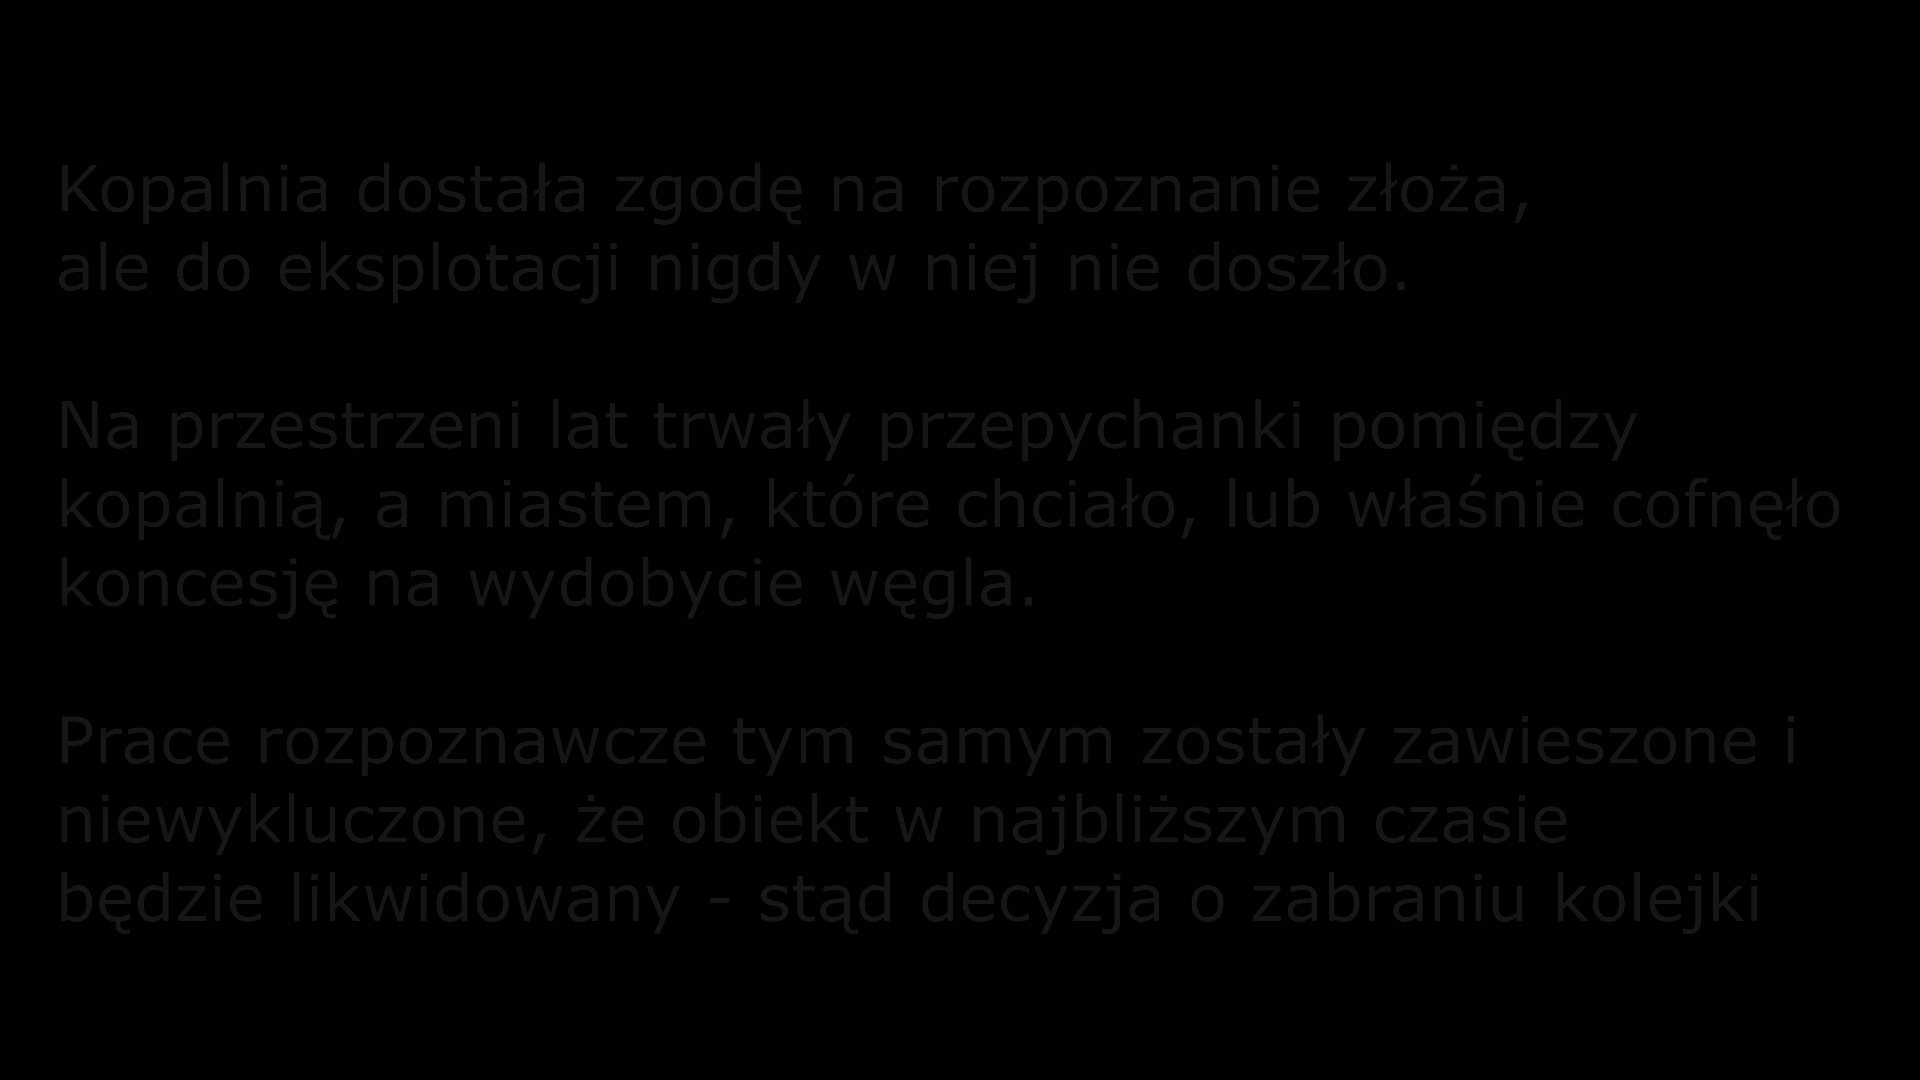 Kopalnia dostała zgodę na rozpoznanie złoża,
ale do eksplotacji nigdy w niej nie doszło.
Na przestrzeni lat trwały przepychanki pomiędzy
kopalnią, a miastem, które chciało, lub właśnie cofnęło
koncesję na wydobycie węgla.
Prace rozpoznawcze tym samym zostały zawieszone i
niewykluczone, że obiekt w najbliższym czasie
będzie likwidowany - stąd decyzja o zabraniu kolejki